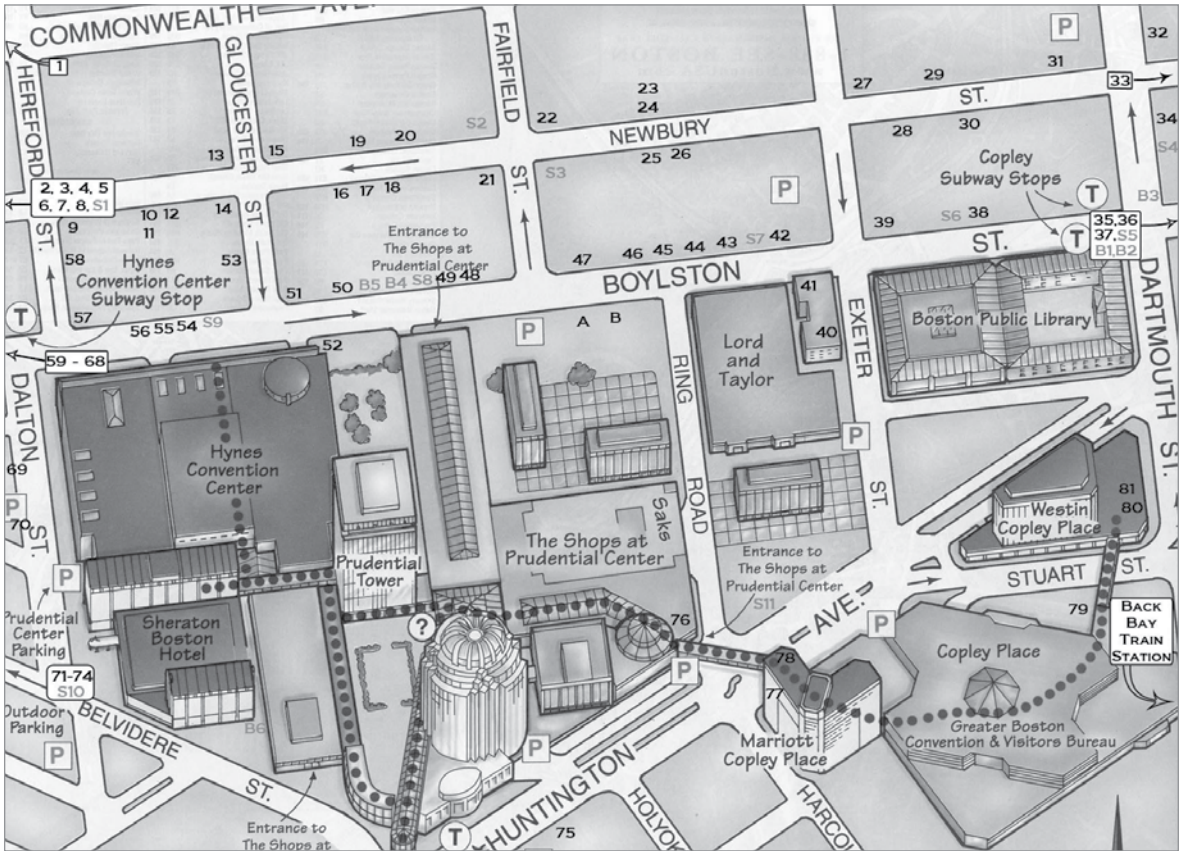 COMMONWEALTH
HEREFORD
ST.
GLOUCESTER
ST.
FAIRFIELD
ST.
NEWBURY
ST.
BOYLSTON
ST.
1
13
15
19
20
S2
22
23
24
27
29
31
P
32
33
34
S4
2, 3, 4, 5
6, 7, 8, S1
9
10
12
11
14
16
17
18
21
S3
25
26
P
28
30
Copley
Subway Stops
T
T
B3
35,36
37,S5
B1,B2
39
S6
38
58
Hynes
Convention Center
Subway Stop
53
57
56
55
54
S9
T
59 - 68
Entrance to
The Shops at
Prudential Center
51
50
B5
B4
S8
49
48
47
46
45
44
43
S7
42
52
P
A
B
41
40
Lord
and
Taylor
Boston Public Library
EXETER
ST.
DARTMOUTH
ST.
RING
ROAD
DALTON
ST.
69
P
70
Hynes
Convention
Center
Prudential
Tower
The Shops at
Prudential Center
Saks
P
Westin
Copley Place
81
80
STUART
ST.
Entrance to
The Shops at
Prudential Center
S11
P
Prudential
Center
Parking
Sheraton
Boston
Hotel
?
76
P
AVE.
P
79
BACK
BAY
TRAIN
STATION
Copley Place
Greater Boston
Convention & Visitors Bureau
78
77
Marriott
Copley Place
71-74
S10
Outdoor
Parking
P
BELVIDERE
ST.
B6
P
HUNTINGTON
T
75
Entrance to
The Shops at